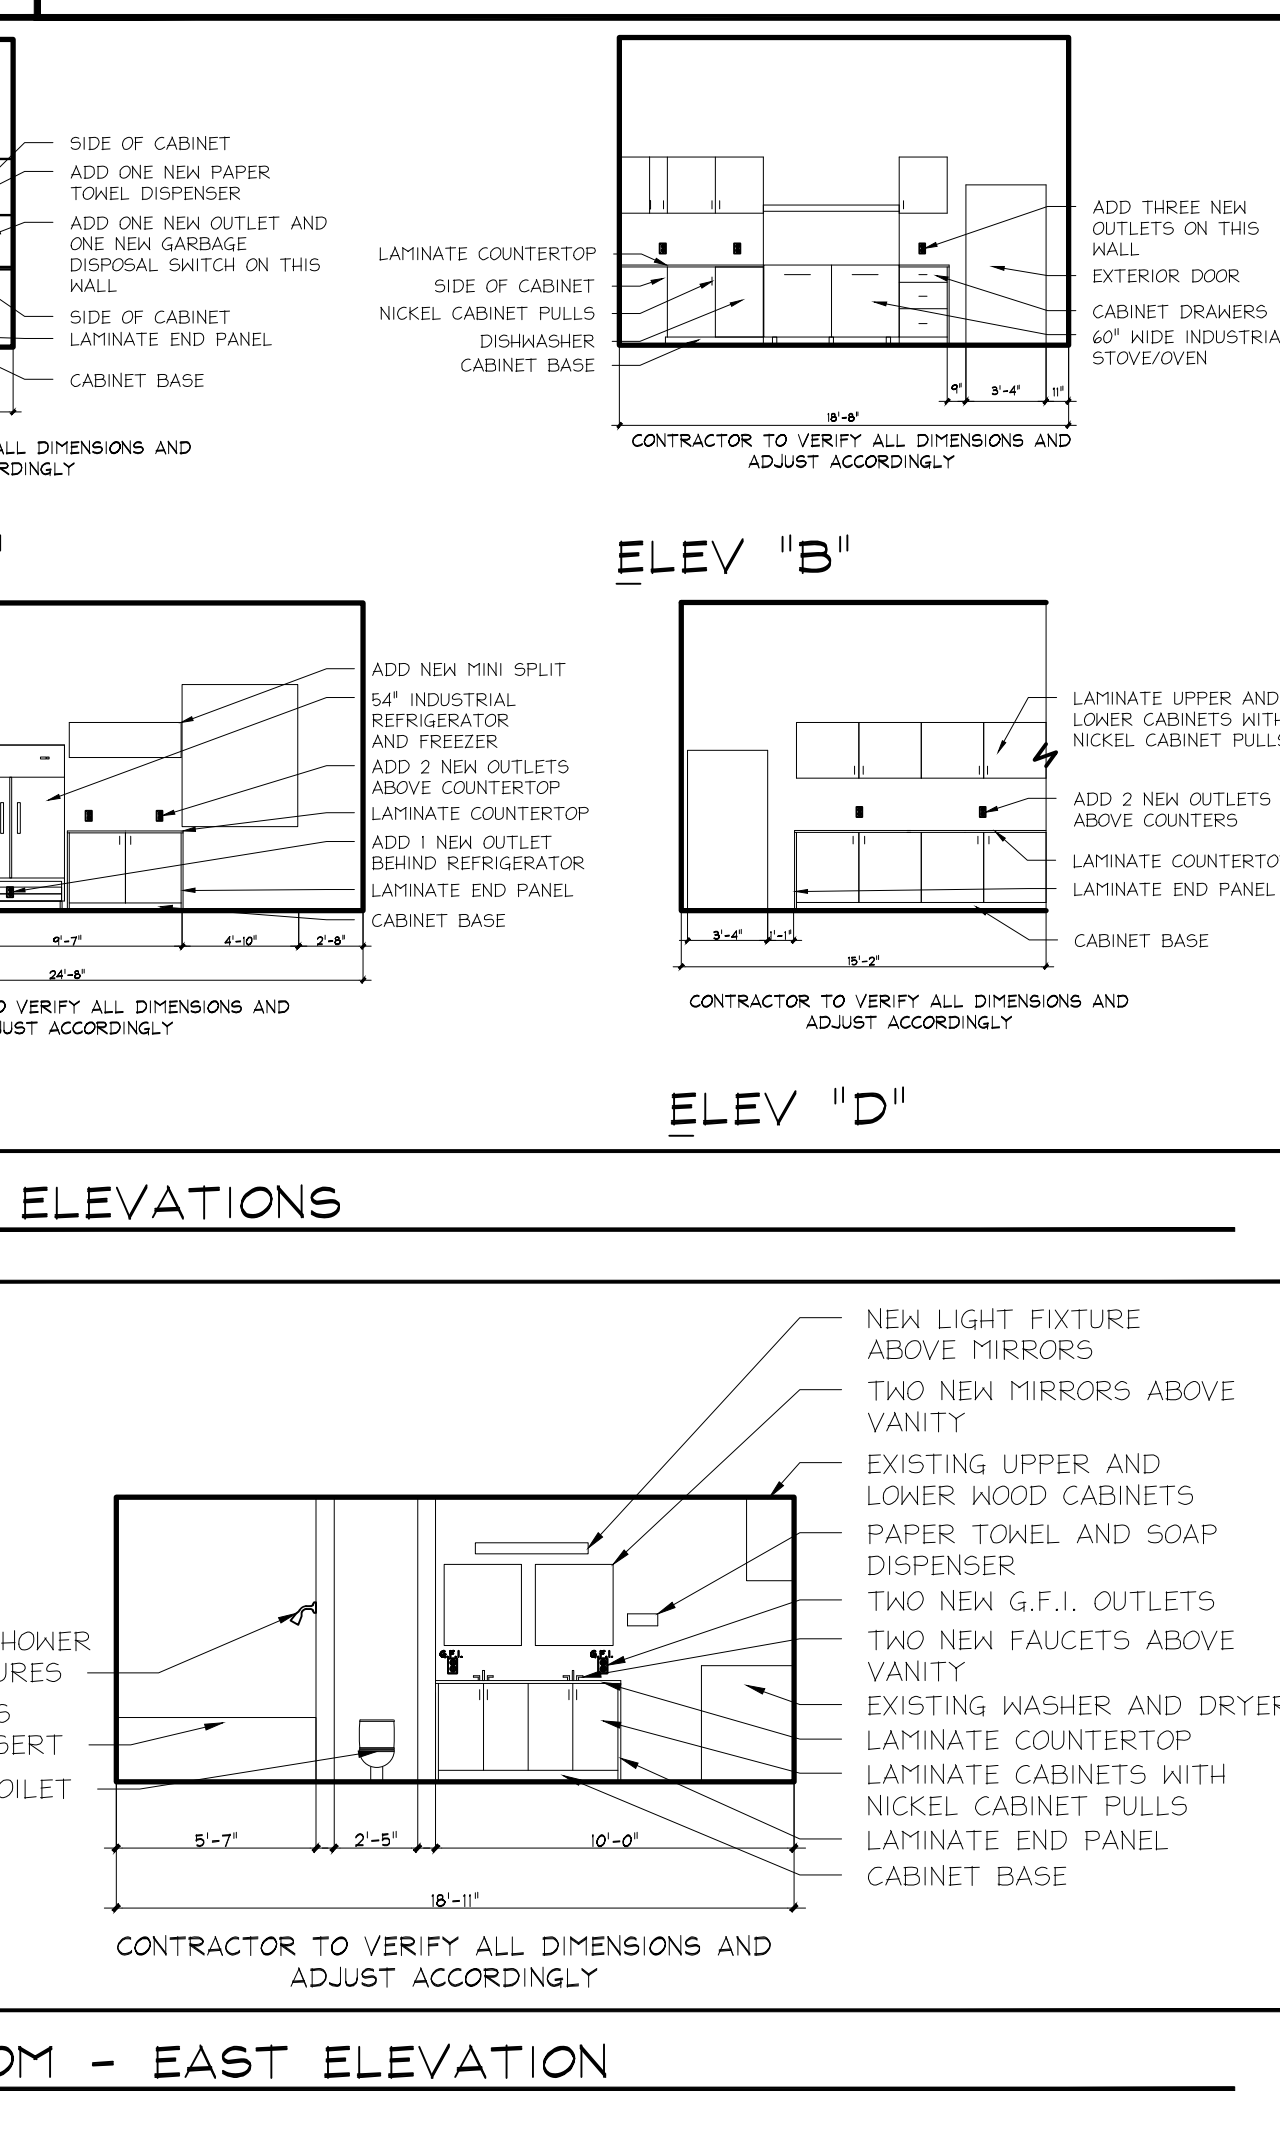 SIDE OF CABINET
ADD ONE NEW PAPER
TOWEL DISPENSER
ADD ONE NEW OUTLET AND
ONE NEW GARBAGE
DISPOSAL SWITCH ON THIS
WALL
SIDE OF CABINET
LAMINATE END PANEL
CABINET BASE
ALL DIMENSIONS AND
LAMINATE COUNTERTOP
SIDE OF CABINET
NICKEL CABINET PULLS
DISHWASHER
CABINET BASE
ADD THREE NEW
OUTLETS ON THIS
WALL
EXTERIOR DOOR
CABINET DRAWERS
60" WIDE INDUSTRIA
STOVE/OVEN
9"
3'-4"
11"
18'-8"
CONTRACTOR TO VERIFY ALL DIMENSIONS AND
ADJUST ACCORDINGLY
ELEV "B"
ADD NEW MINI SPLIT
54" INDUSTRIAL
REFRIGERATOR
AND FREEZER
ADD 2 NEW OUTLETS
ABOVE COUNTERTOP
LAMINATE COUNTERTOP
ADD 1 NEW OUTLET
BEHIND REFRIGERATOR
LAMINATE END PANEL
CABINET BASE
9'-7"
4'-10"
2'-8"
24'-8"
O VERIFY ALL DIMENSIONS AND
JUST ACCORDINGLY
LAMINATE UPPER AND
LOWER CABINETS WITH
NICKEL CABINET PULLS
ADD 2 NEW OUTLETS
ABOVE COUNTERS
LAMINATE COUNTERTO
LAMINATE END PANEL
CABINET BASE
3'-4"
1'-1"
15'-2"
CONTRACTOR TO VERIFY ALL DIMENSIONS AND
ADJUST ACCORDINGLY
ELEV "D"
ELEVATIONS
NEW LIGHT FIXTURE
ABOVE MIRRORS
TWO NEW MIRRORS ABOVE
VANITY
EXISTING UPPER AND
LOWER WOOD CABINETS
PAPER TOWEL AND SOAP
DISPENSER
TWO NEW G.F.I. OUTLETS
TWO NEW FAUCETS ABOVE
VANITY
EXISTING WASHER AND DRYER
LAMINATE COUNTERTOP
LAMINATE CABINETS WITH
NICKEL CABINET PULLS
LAMINATE END PANEL
CABINET BASE
G.F.I.
G.F.I.
HOWER
URES
S
SERT
OILET
5'-7"
2'-5"
10'-0"
18'-11"
CONTRACTOR TO VERIFY ALL DIMENSIONS AND
ADJUST ACCORDINGLY
OM - EAST ELEVATION